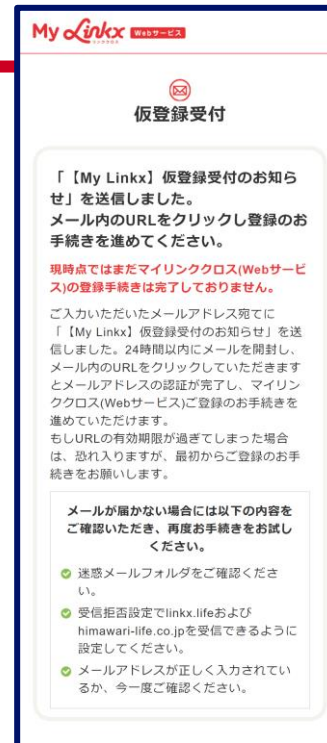 My Linkx Webサービス
マイリンククロス
仮登録受付
「【My Linkx】仮登録受付のお知ら
せ」を送信しました。
メール内のURLをクリックし登録のお
手続きを進めてください。
現時点ではまだマイリンククロス(Webサービ
ス)の登録手続きは完了しておりません。
ご入力いただいたメールアドレス宛てに
「【My Linkx】仮登録受付のお知らせ」を送
信しました。24時間以内にメールを開封し、
メール内のURLをクリックしていただきます
とメールアドレスの認証が完了し、マイリン
ククロス(Webサービス)ご登録のお手続きを
進めていただけます。
もしURLの有効期限が過ぎてしまった場合
は、恐れ入りますが、最初からご登録のお手
続きをお願いします。
メールが届かない場合には以下の内容を
ご確認いただき、再度お手続きをお試し
ください。
迷惑メールフォルダをご確認くださ
い。
受信拒否設定でlinkx.lifeおよび
himawari-life.co.jpを受信できるように
設定してください。
メールアドレスが正しく入力されてい
るか、今一度ご確認ください。